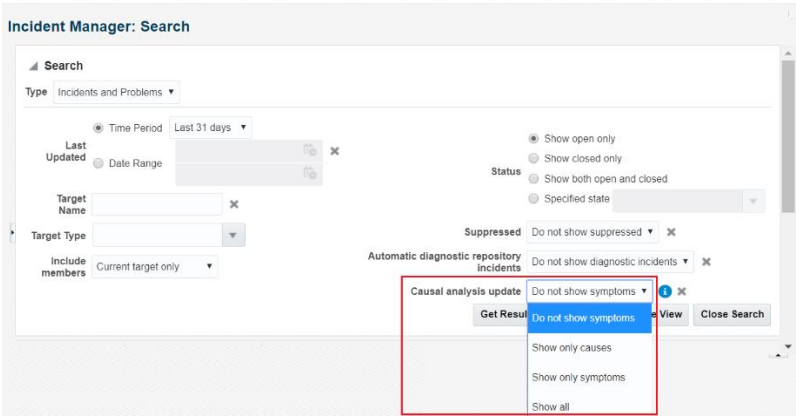 Incident Manager: Search
Search
Type Incidents and Problems
Last Updated
Time Period Last 31 days
Date Range
Target Name
Target Type
Include members Current target only
Status
Show open only
Show closed only
Show both open and closed
Specified state
Suppressed Do not show suppressed
Automatic diagnostic repository incidents Do not show diagnostic incidents
Causal analysis update Do not show symptoms
Get Resul
View Close Search
Do not show symptoms
Show only causes
Show only symptoms
Show all